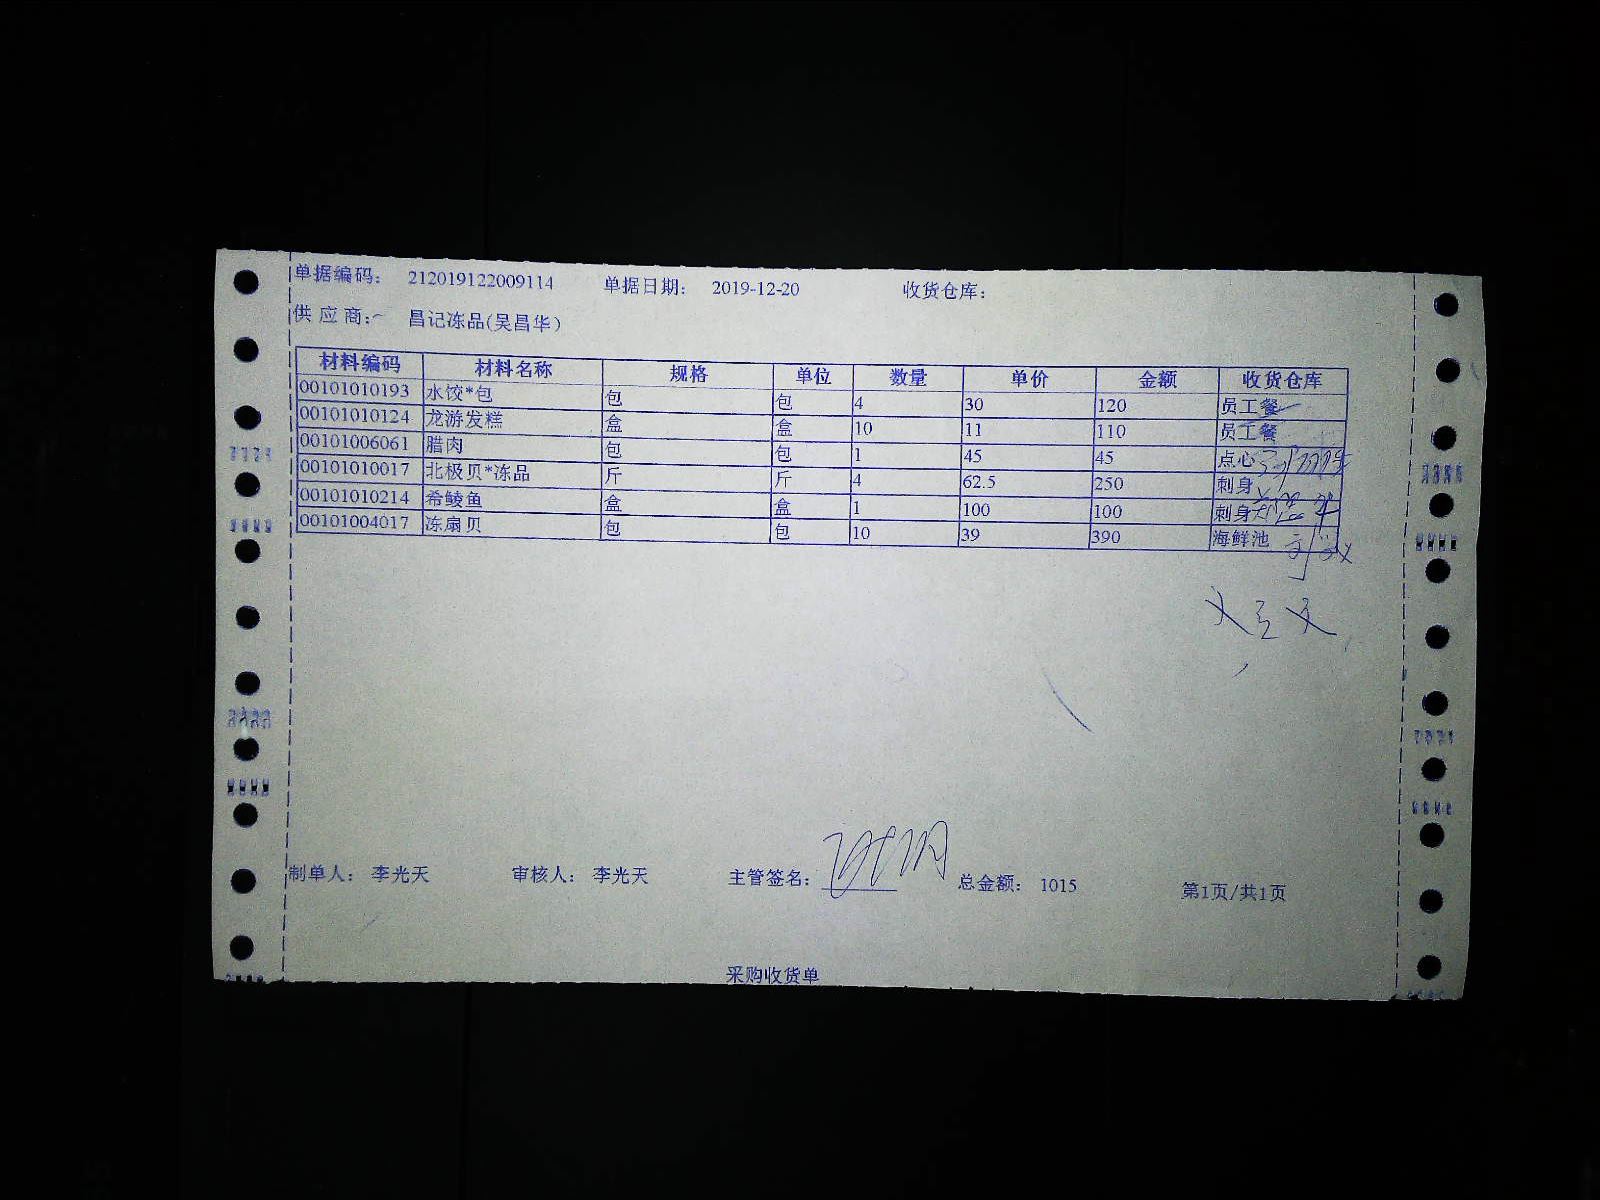 单据编码： 212019122009114 单据日期： 2019-12-20 收货仓库：
供应商： 昌记冻品(吴昌华)
材料编码 材料名称 规格 单位 数量 单价 金额 收货仓库
00101010193 水饺*包 包 包 4 30 120 员工餐
00101010124 龙游发糕 盒 盒 10 11 110 员工餐
00101006061 腊肉 包 包 1 45 45 点心
00101010017 北极贝*冻品 斤 斤 4 62.5 250 刺身
00101010214 希鲮鱼 盒 盒 1 100 100 刺身
00101004017 冻扇贝 包 包 10 39 390 海鲜池
制单人： 李光天 审核人： 李光天 主管签名： 总金额： 1015 第1页/共1页
采购收货单